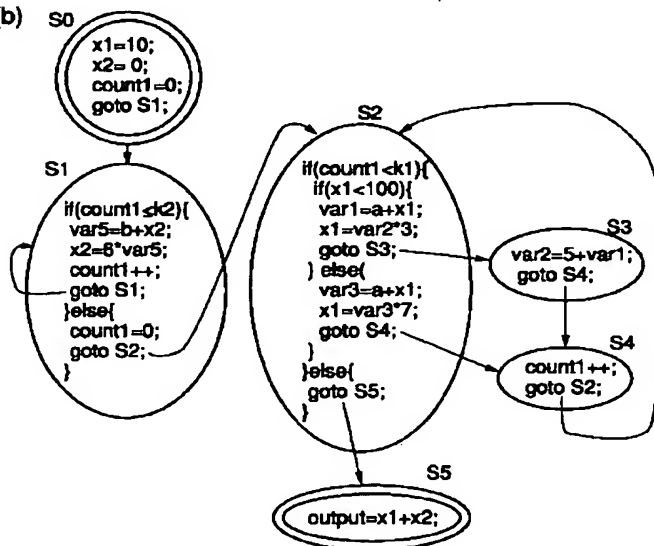 (b)
S0
x1=10;
x2= 0;
count1=0;
goto S1;
S1
if(count1≤k2){
var5=b+x2;
x2=6*var5;
count1++;
goto S1;
}else{
count1=0;
goto S2;
}
S2
if(count1<k1){
if(x1<100){
var1=a+x1;
x1=var2*3;
goto S3;
} else{
var3=a+x1;
x1=var3*7;
goto S4;
}
}else{
goto S5;
}
S3
var2=5+var1;
goto S4;
S4
count1++;
goto S2;
S5
output=x1+x2;